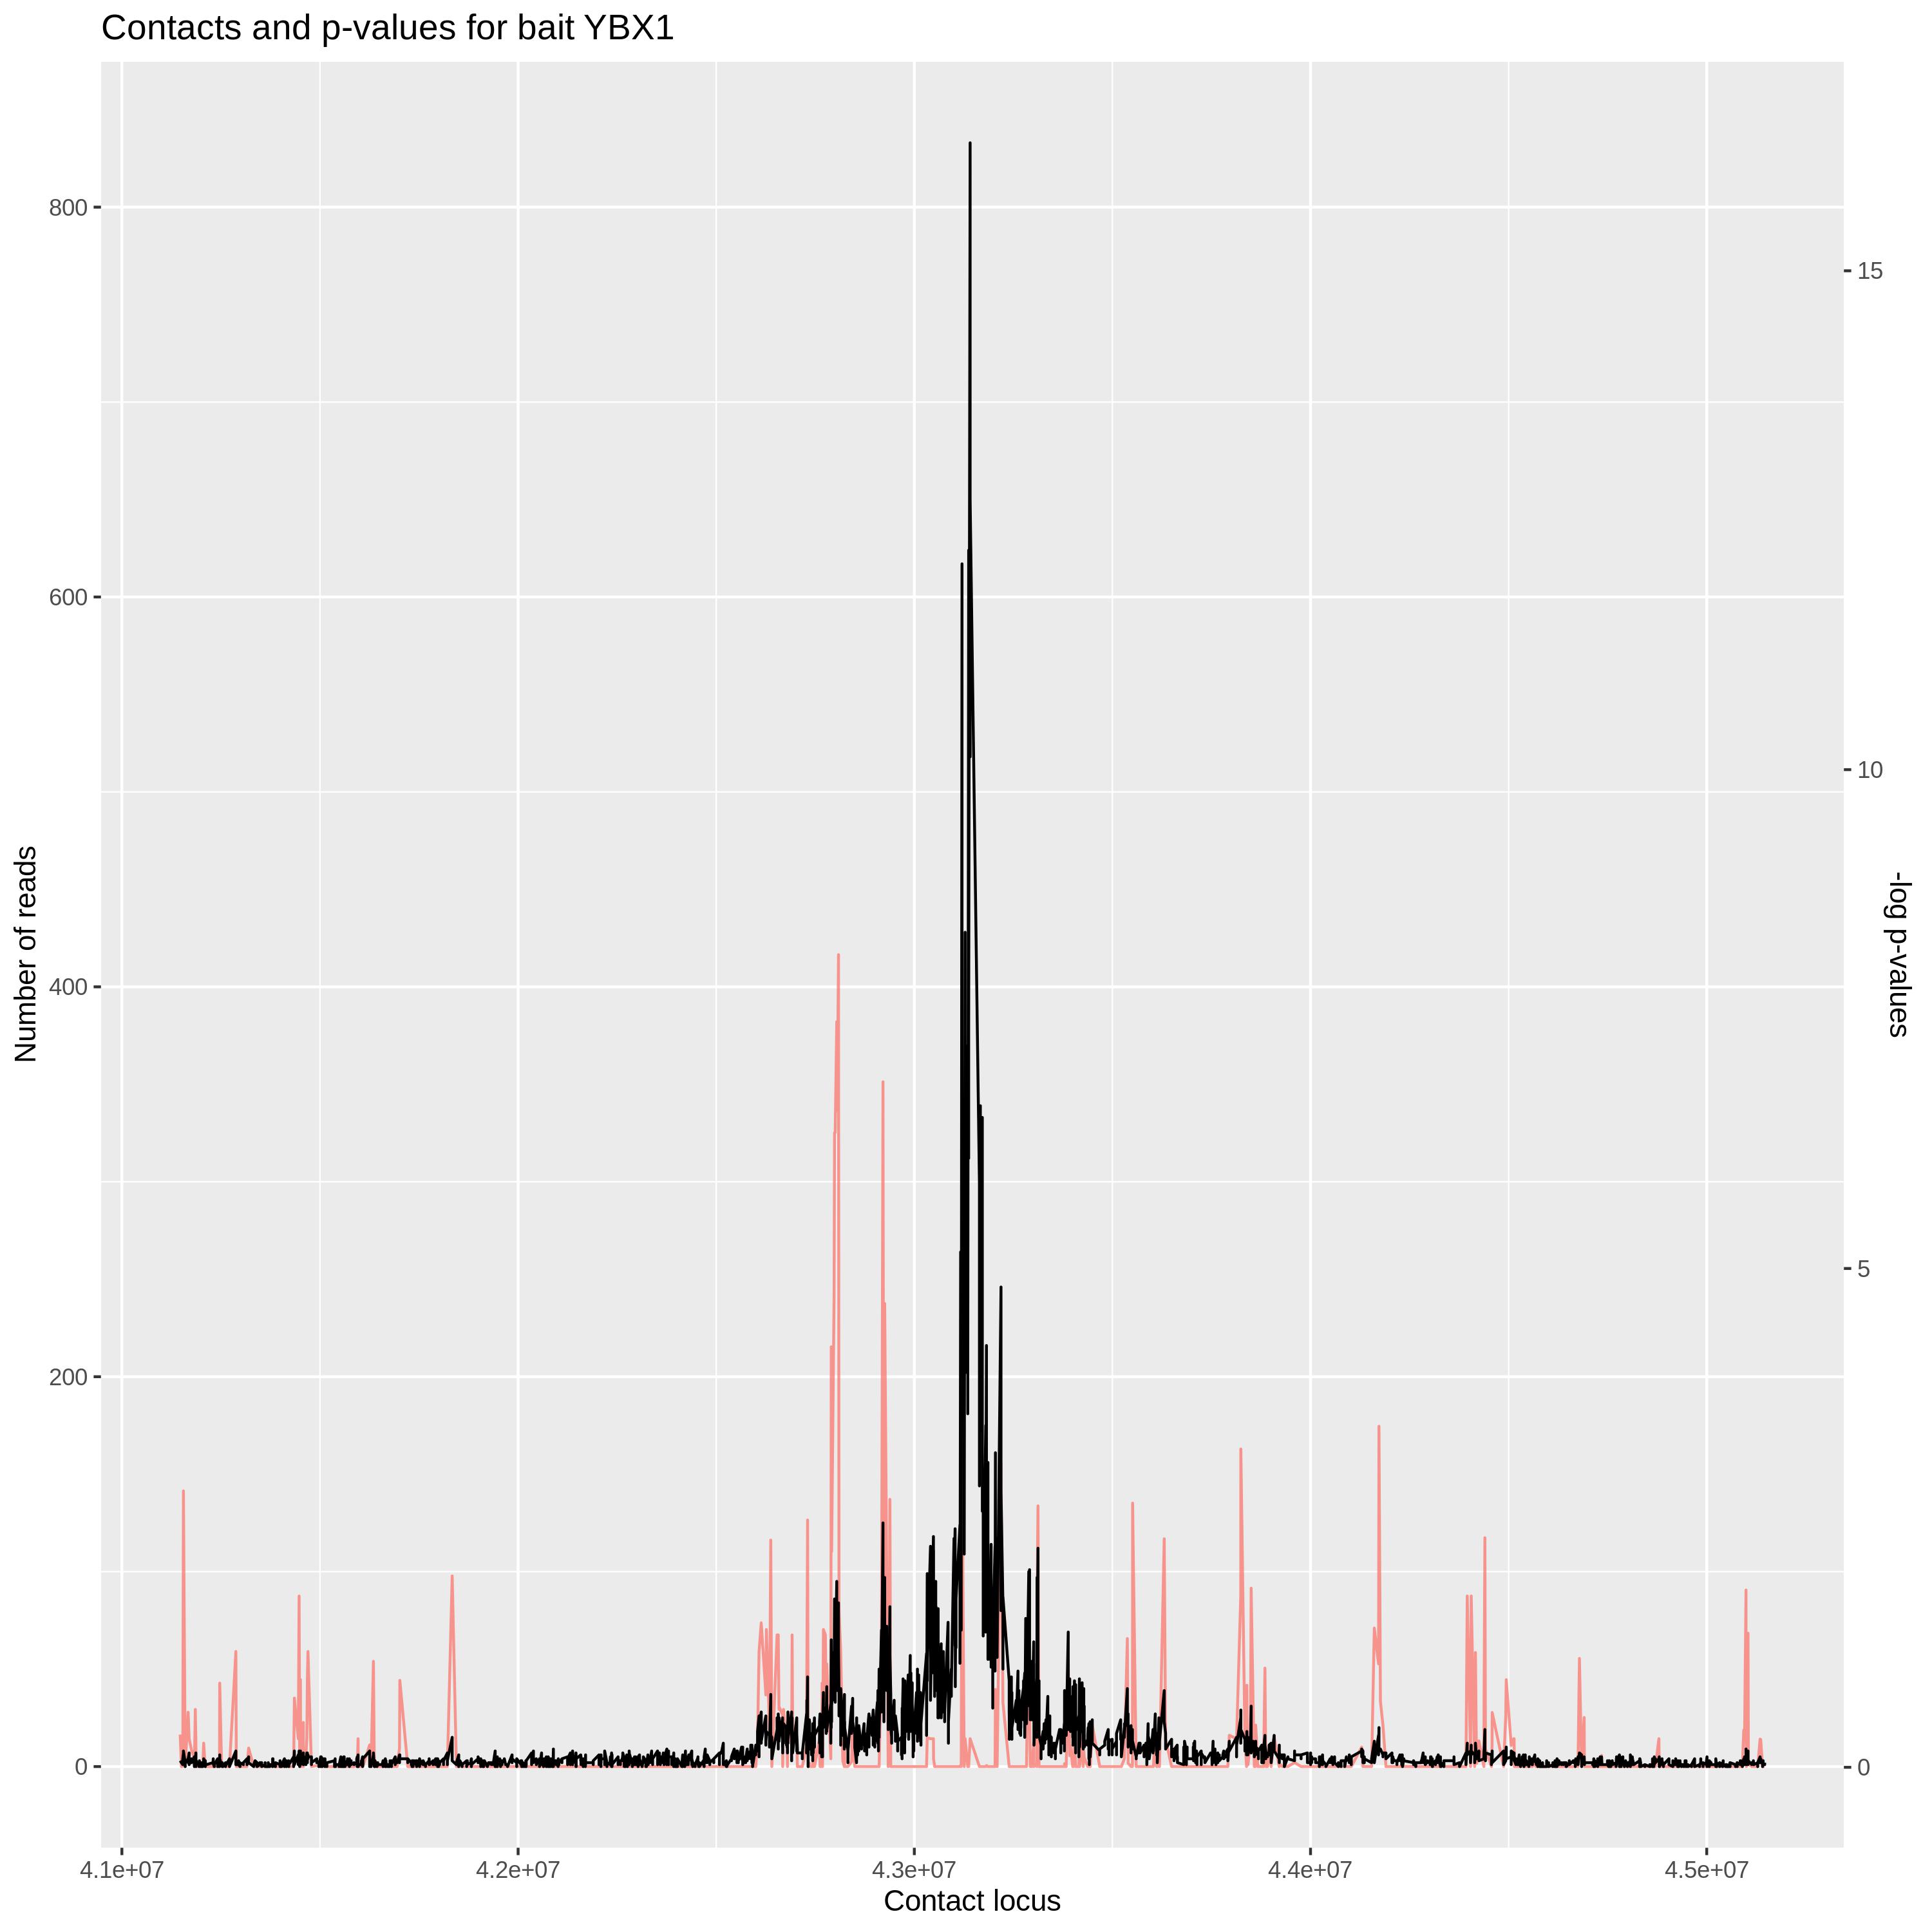 Contacts and p-values for bait YBX1
800
600
400
200
0
Number of reads
15
10
5
0
-log p-values
4.1e+07 4.2e+07 4.3e+07 4.4e+07 4.5e+07
Contact locus